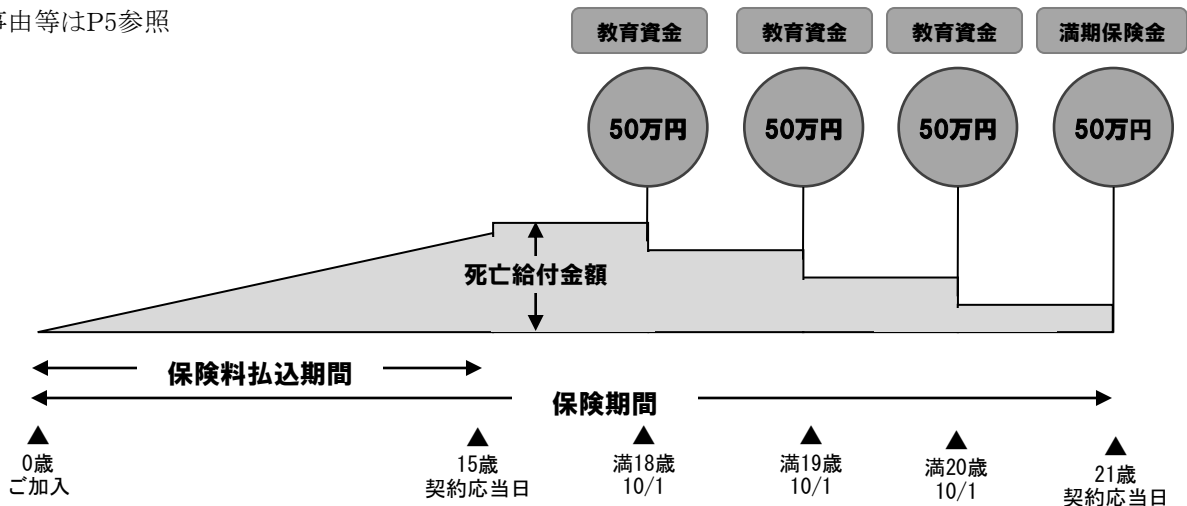 事由等はP5参照
教育資金
教育資金
教育資金
満期保険金
50万円
50万円
50万円
50万円
死亡給付金額
保険料払込期間
保険期間
0歳
ご加入
15歳
契約応当日
満18歳
10/1
満19歳
10/1
満20歳
10/1
21歳
契約応当日